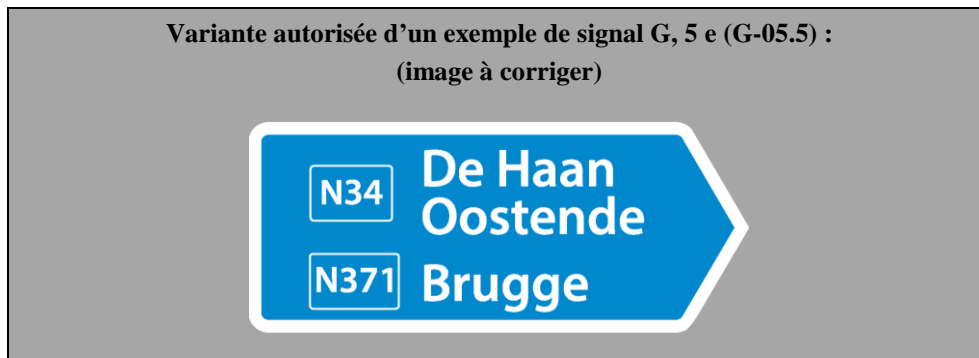 Variante autorisée d’un exemple de signal G, 5 e (G-05.5) :
(image à corriger)
N34 De Haan
Oostende
N371 Brugge